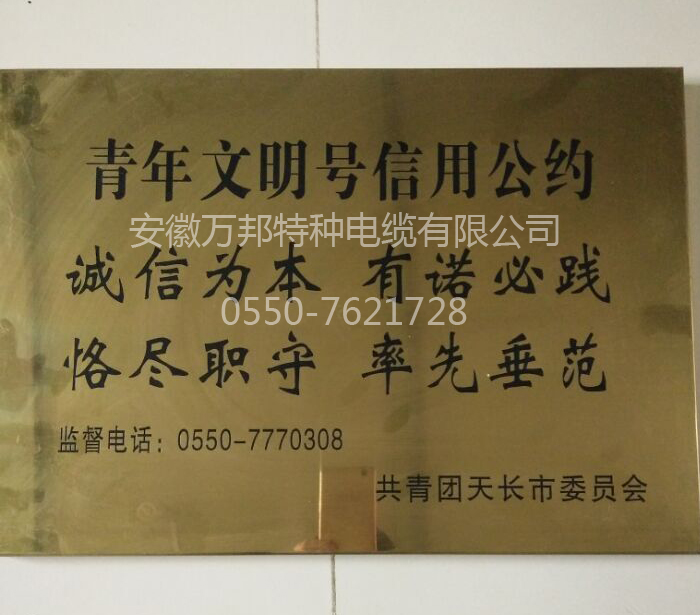 青年文明号信用公约
安徽万邦特种电缆有限公司
诚信为本 有诺必践
0550-7621728
恪尽职守 率先垂范
监督电话：0550-7770308
共青团天长市委员会